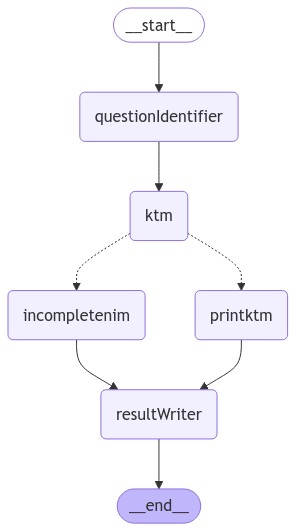 __start__
questionIdentifier
ktm
incompletenim
printktm
resultWriter
__end__